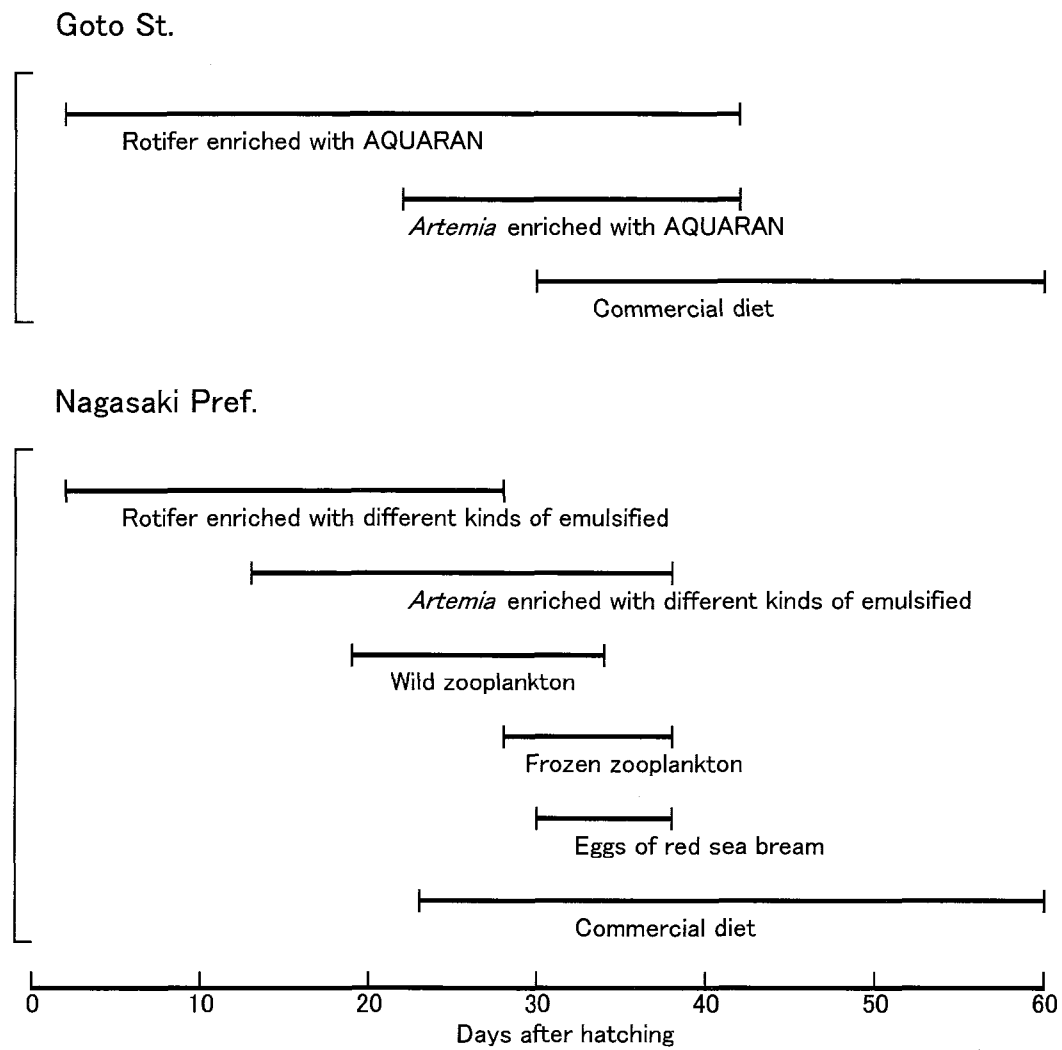 Goto St.
Rotifer enriched with AQUARAN
Artemia enriched with AQUARAN
Commercial diet
Nagasaki Pref.
Rotifer enriched with different kinds of emulsified
Artemia enriched with different kinds of emulsified
Wild zooplankton
Frozen zooplankton
Eggs of red sea bream
Commercial diet
0 10 20 30 40 50 60
Days after hatching